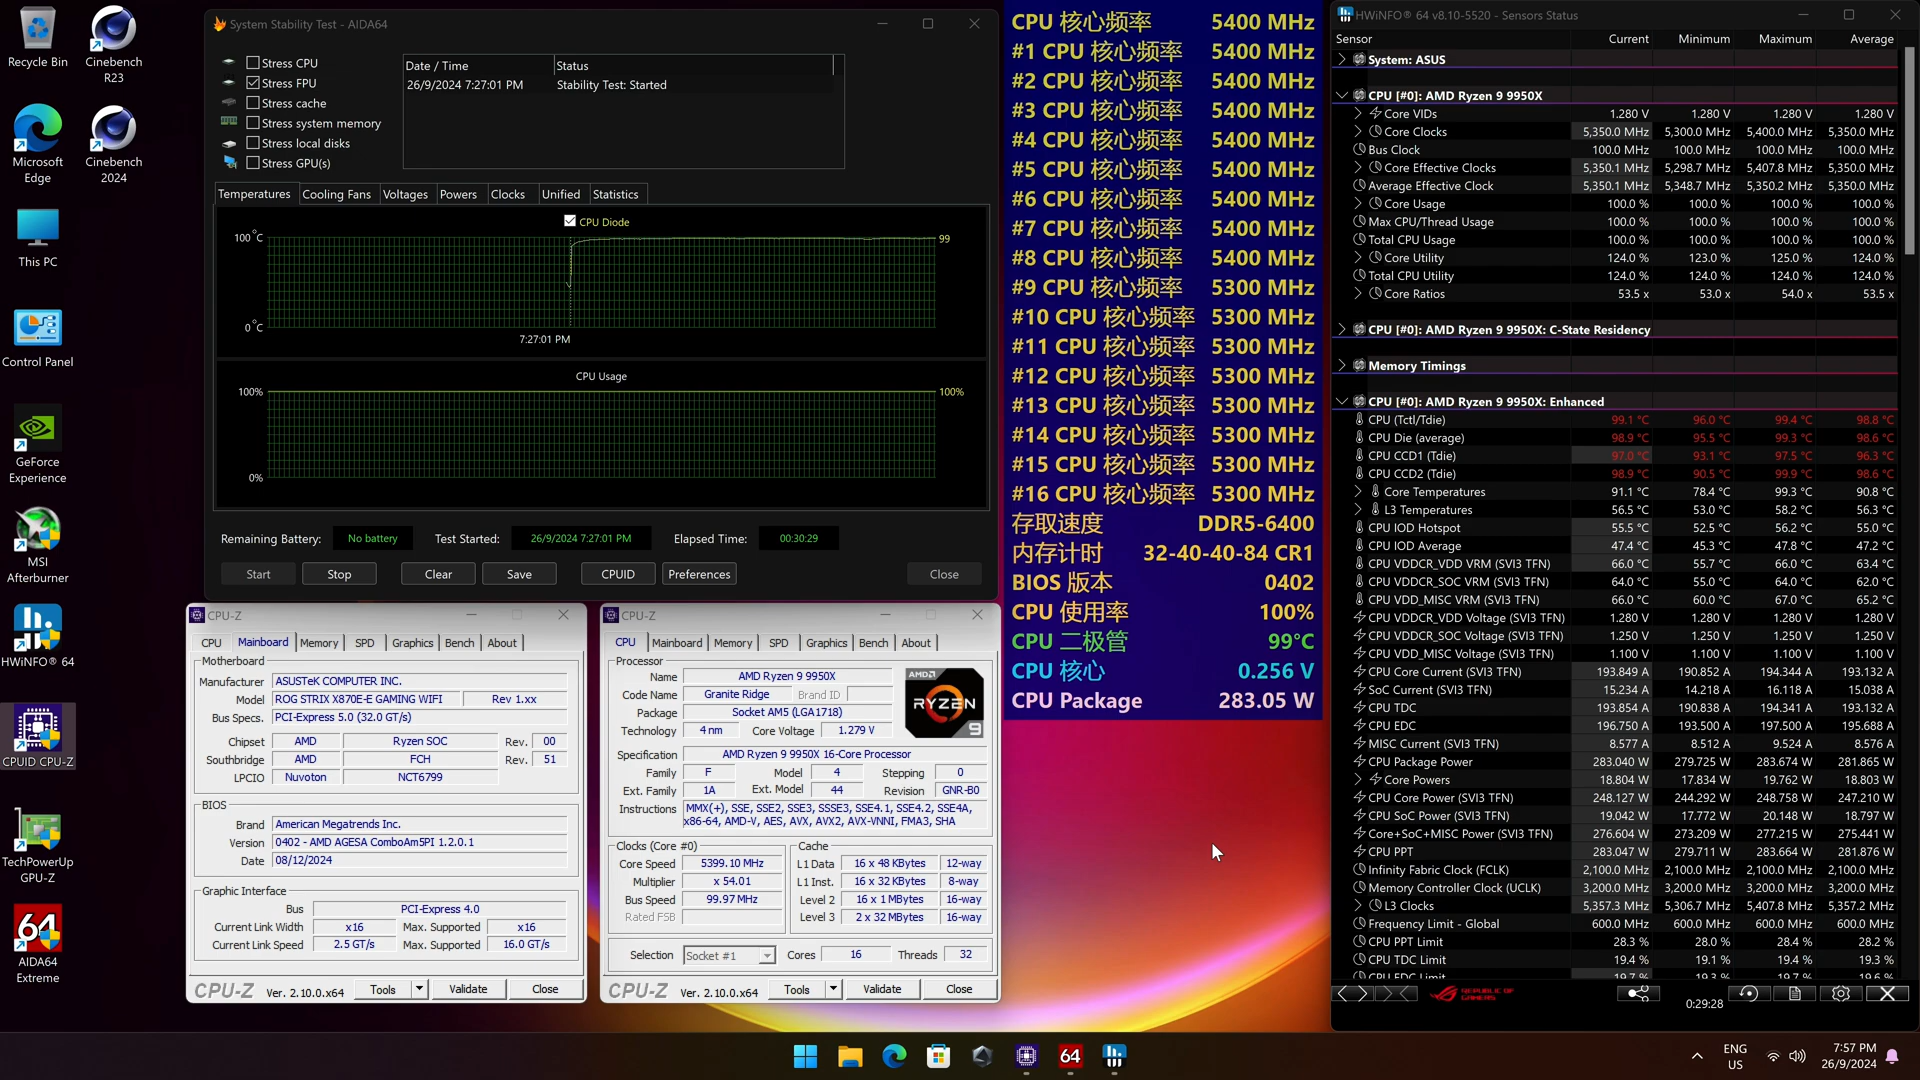 Recycle Bin
Cinebench R23
Microsoft Edge
Cinebench 2024
This PC
Control Panel
GeForce Experience
MSI Afterburner
HWiNFO® 64
CPUID CPU-Z
TechPowerUp GPU-Z
64
AIDA64 Extreme
System Stability Test - AIDA64
Stress CPU
Stress FPU
Stress cache
Stress system memory
Stress local disks
Stress GPU(s)
Date / Time Status
26/9/2024 7:27:01 PM Stability Test: Started
Temperatures Cooling Fans Voltages Powers Clocks Unified Statistics
CPU Diode
100 °C 99
0 °C
7:27:01 PM
CPU Usage
100% 100%
0%
Remaining Battery: No battery Test Started: 26/9/2024 7:27:01 PM Elapsed Time: 00:30:29
Start Stop Clear Save CPUID Preferences Close
CPU-Z
CPU Mainboard Memory SPD Graphics Bench About
Motherboard
Manufacturer ASUSTeK COMPUTER INC.
Model ROG STRIX X870E-E GAMING WIFI Rev 1.xx
Bus Specs. PCI-Express 5.0 (32.0 GT/s)
Chipset AMD Ryzen SOC Rev. 00
Southbridge AMD FCH Rev. 51
LPCIO Nuvoton NCT6799
BIOS
Brand American Megatrends Inc.
Version 0402 - AMD AGESA ComboAm5PI 1.2.0.1
Date 08/12/2024
Graphic Interface
Bus PCI-Express 4.0
Current Link Width x16 Max. Supported x16
Current Link Speed 2.5 GT/s Max. Supported 16.0 GT/s
CPU-Z Ver. 2.10.0.x64 Tools Validate Close
CPU-Z
CPU Mainboard Memory SPD Graphics Bench About
Processor
Name AMD Ryzen 9 9950X
Code Name Granite Ridge Brand ID
Package Socket AM5 (LGA1718)
Technology 4 nm Core Voltage 1.279 V
AMD RYZEN 9
Specification AMD Ryzen 9 9950X 16-Core Processor
Family F Model 4 Stepping 0
Ext. Family 1A Ext. Model 44 Revision GNR-B0
Instructions MMX(+), SSE, SSE2, SSE3, SSSE3, SSE4.1, SSE4.2, SSE4A,
x86-64, AMD-V, AES, AVX, AVX2, AVX-VNNI, FMA3, SHA
Clocks (Core #0)
Core Speed 5399.10 MHz
Multiplier x 54.01
Bus Speed 99.97 MHz
Rated FSB
Cache
L1 Data 16 x 48 KBytes 12-way
L1 Inst. 16 x 32 KBytes 8-way
Level 2 16 x 1 MBytes 16-way
Level 3 2 x 32 MBytes 16-way
Selection Socket #1 Cores 16 Threads 32
CPU-Z Ver. 2.10.0.x64 Tools Validate Close
CPU 核心频率 5400 MHz
#1 CPU 核心频率 5400 MHz
#2 CPU 核心频率 5400 MHz
#3 CPU 核心频率 5400 MHz
#4 CPU 核心频率 5400 MHz
#5 CPU 核心频率 5400 MHz
#6 CPU 核心频率 5400 MHz
#7 CPU 核心频率 5400 MHz
#8 CPU 核心频率 5400 MHz
#9 CPU 核心频率 5300 MHz
#10 CPU 核心频率 5300 MHz
#11 CPU 核心频率 5300 MHz
#12 CPU 核心频率 5300 MHz
#13 CPU 核心频率 5300 MHz
#14 CPU 核心频率 5300 MHz
#15 CPU 核心频率 5300 MHz
#16 CPU 核心频率 5300 MHz
存取速度 DDR5-6400
内存计时 32-40-40-84 CR1
BIOS 版本 0402
CPU 使用率 100%
CPU 二极管 99°C
CPU 核心 0.256 V
CPU Package 283.05 W
HWiNFO® 64 v8.10-5520 - Sensors Status
Sensor Current Minimum Maximum Average
System: ASUS
CPU [#0]: AMD Ryzen 9 9950X
Core VIDs 1.280 V 1.280 V 1.280 V 1.280 V
Core Clocks 5,350.0 MHz 5,300.0 MHz 5,400.0 MHz 5,350.0 MHz
Bus Clock 100.0 MHz 100.0 MHz 100.0 MHz 100.0 MHz
Core Effective Clocks 5,350.1 MHz 5,298.7 MHz 5,407.8 MHz 5,350.0 MHz
Average Effective Clock 5,350.1 MHz 5,348.7 MHz 5,350.2 MHz 5,350.0 MHz
Core Usage 100.0 % 100.0 % 100.0 % 100.0 %
Max CPU/Thread Usage 100.0 % 100.0 % 100.0 % 100.0 %
Total CPU Usage 100.0 % 100.0 % 100.0 % 100.0 %
Core Utility 124.0 % 123.0 % 125.0 % 124.0 %
Total CPU Utility 124.0 % 124.0 % 124.0 % 124.0 %
Core Ratios 53.5 x 53.0 x 54.0 x 53.5 x
CPU [#0]: AMD Ryzen 9 9950X: C-State Residency
Memory Timings
CPU [#0]: AMD Ryzen 9 9950X: Enhanced
CPU (Tctl/Tdie) 99.1 °C 96.0 °C 99.4 °C 98.8 °C
CPU Die (average) 98.9 °C 95.5 °C 99.3 °C 98.6 °C
CPU CCD1 (Tdie) 97.0 °C 93.1 °C 97.5 °C 96.3 °C
CPU CCD2 (Tdie) 98.9 °C 90.5 °C 99.9 °C 98.6 °C
Core Temperatures 91.1 °C 78.4 °C 99.3 °C 90.8 °C
L3 Temperatures 56.5 °C 53.0 °C 58.2 °C 56.3 °C
CPU IOD Hotspot 55.5 °C 52.5 °C 56.2 °C 55.0 °C
CPU IOD Average 47.4 °C 45.3 °C 47.8 °C 47.2 °C
CPU VDDCR_VDD VRM (SVI3 TFN) 66.0 °C 55.7 °C 66.0 °C 63.4 °C
CPU VDDCR_SOC VRM (SVI3 TFN) 64.0 °C 55.0 °C 64.0 °C 62.0 °C
CPU VDD_MISC VRM (SVI3 TFN) 66.0 °C 60.0 °C 67.0 °C 65.2 °C
CPU VDDCR_VDD Voltage (SVI3 TFN) 1.280 V 1.280 V 1.280 V 1.280 V
CPU VDDCR_SOC Voltage (SVI3 TFN) 1.250 V 1.250 V 1.250 V 1.250 V
CPU VDD_MISC Voltage (SVI3 TFN) 1.100 V 1.100 V 1.100 V 1.100 V
CPU Core Current (SVI3 TFN) 193.849 A 190.852 A 194.344 A 193.132 A
SoC Current (SVI3 TFN) 15.234 A 14.218 A 16.118 A 15.038 A
CPU TDC 193.854 A 190.838 A 194.341 A 193.132 A
CPU EDC 196.750 A 193.500 A 197.500 A 195.688 A
MISC Current (SVI3 TFN) 8.577 A 8.512 A 9.524 A 8.576 A
CPU Package Power 283.040 W 279.725 W 283.674 W 281.865 W
Core Powers 18.804 W 17.834 W 19.762 W 18.803 W
CPU Core Power (SVI3 TFN) 248.127 W 244.292 W 248.758 W 247.210 W
CPU SoC Power (SVI3 TFN) 19.042 W 17.772 W 20.148 W 18.797 W
Core+SoC+MISC Power (SVI3 TFN) 276.604 W 273.209 W 277.215 W 275.441 W
CPU PPT 283.047 W 279.711 W 283.664 W 281.876 W
Infinity Fabric Clock (FCLK) 2,100.0 MHz 2,100.0 MHz 2,100.0 MHz 2,100.0 MHz
Memory Controller Clock (UCLK) 3,200.0 MHz 3,200.0 MHz 3,200.0 MHz 3,200.0 MHz
L3 Clocks 5,357.3 MHz 5,306.7 MHz 5,407.8 MHz 5,357.2 MHz
Frequency Limit - Global 600.0 MHz 600.0 MHz 600.0 MHz 600.0 MHz
CPU PPT Limit 28.3 % 28.0 % 28.4 % 28.2 %
CPU TDC Limit 19.4 % 19.1 % 19.4 % 19.3 %
CPU EDC Limit 19.7 % 19.3 % 19.7 % 19.6 %
REPUBLIC OF GAMERS 0:29:28
64
ENG US 7:57 PM 26/9/2024